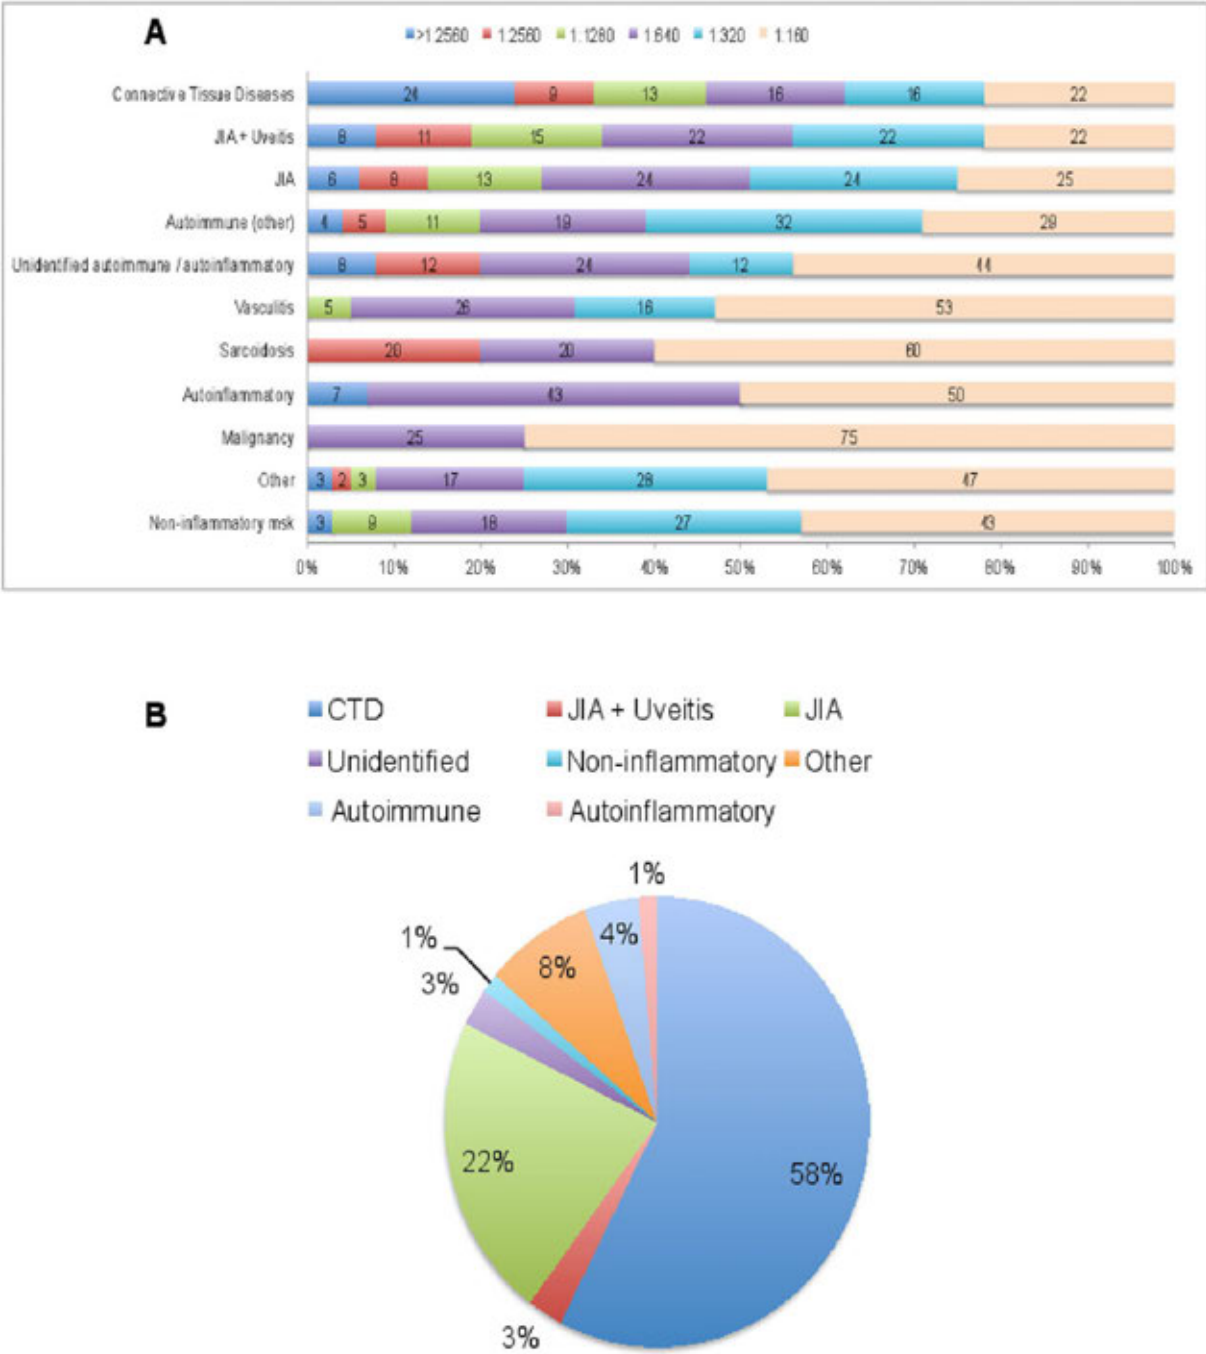 A
>1.2560 1.2560 1.1280 1.640 1.320 1.160
Connective Tissue Diseases 24 9 13 16 16 22
JIA + Uveitis 8 11 15 22 22 22
JIA 6 8 13 24 24 25
Autoimmune (other) 4 5 11 19 32 29
Unidentified autoimmune / autoinflammatory 8 12 24 12 44
Vasculitis 5 26 16 53
Sarcoidosis 20 20 60
Autoinflammatory 7 43 50
Malignancy 25 75
Other 3 2 3 17 28 47
Non-inflammatory msk 3 9 18 27 43
0% 10% 20% 30% 40% 50% 60% 70% 80% 90% 100%
B
CTD JIA + Uveitis JIA
Unidentified Non-inflammatory Other
Autoimmune Autoinflammatory
1%
1% 4%
3% 8%
22% 58%
3%